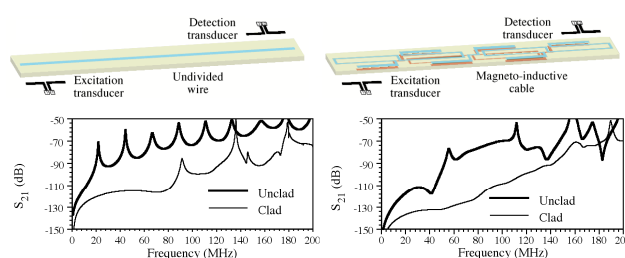 Detection
transducer
Excitation
transducer
Undivided
wire
-50
-70
-90
-110
-130
-150
S21 (dB)
Unclad
Clad
0 20 40 60 80 100 120 140 160 180 200
Frequency (MHz)
Detection
transducer
Excitation
transducer
Magneto-inductive
cable
-50
-70
-90
-110
-130
-150
S21 (dB)
Unclad
Clad
0 20 40 60 80 100 120 140 160 180 200
Frequency (MHz)